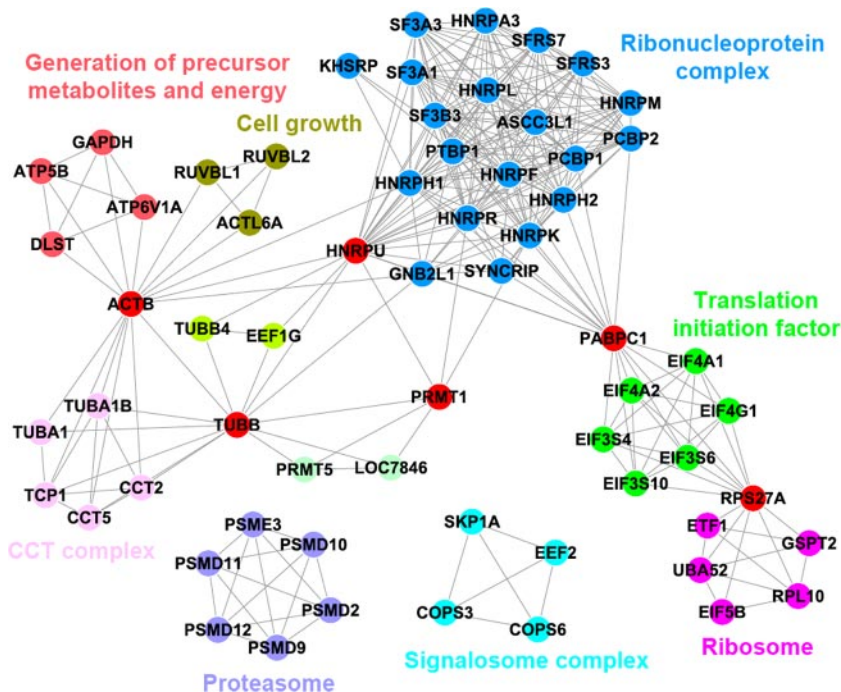 SF3A3
HNRPA3
SFRS7
Ribonucleoprotein
complex
KHSRP
SF3A1
SFRS3
HNRPL
HNRPM
Generation of precursor
metabolites and energy
SF3B3
ASCC3L1
PCBP2
Cell growth
GAPDH
RUVBL2
PTBP1
PCBP1
ATP5B
RUVBL1
HNRPH1
HNRPF
ATP6V1A
HNRPH2
DLST
ACTL6A
HNRPR
HNRPK
HNRPU
GNB2L1
SYNCRIP
ACTB
Translation
initiation factor
TUBB4
EEF1G
PABPC1
EIF4A1
EIF4A2
PRMT1
EIF4G1
TUBA1B
TUBA1
TUBB
EIF3S4
EIF3S6
PRMT5
LOC7846
EIF3S10
TCP1
CCT2
RPS27A
CCT5
CCT complex
PSME3
SKP1A
ETF1
PSMD10
GSPT2
PSMD11
EEF2
UBA52
PSMD2
COPS3
RPL10
PSMD12
EIF5B
PSMD9
COPS6
Ribosome
Signalosome complex
Proteasome